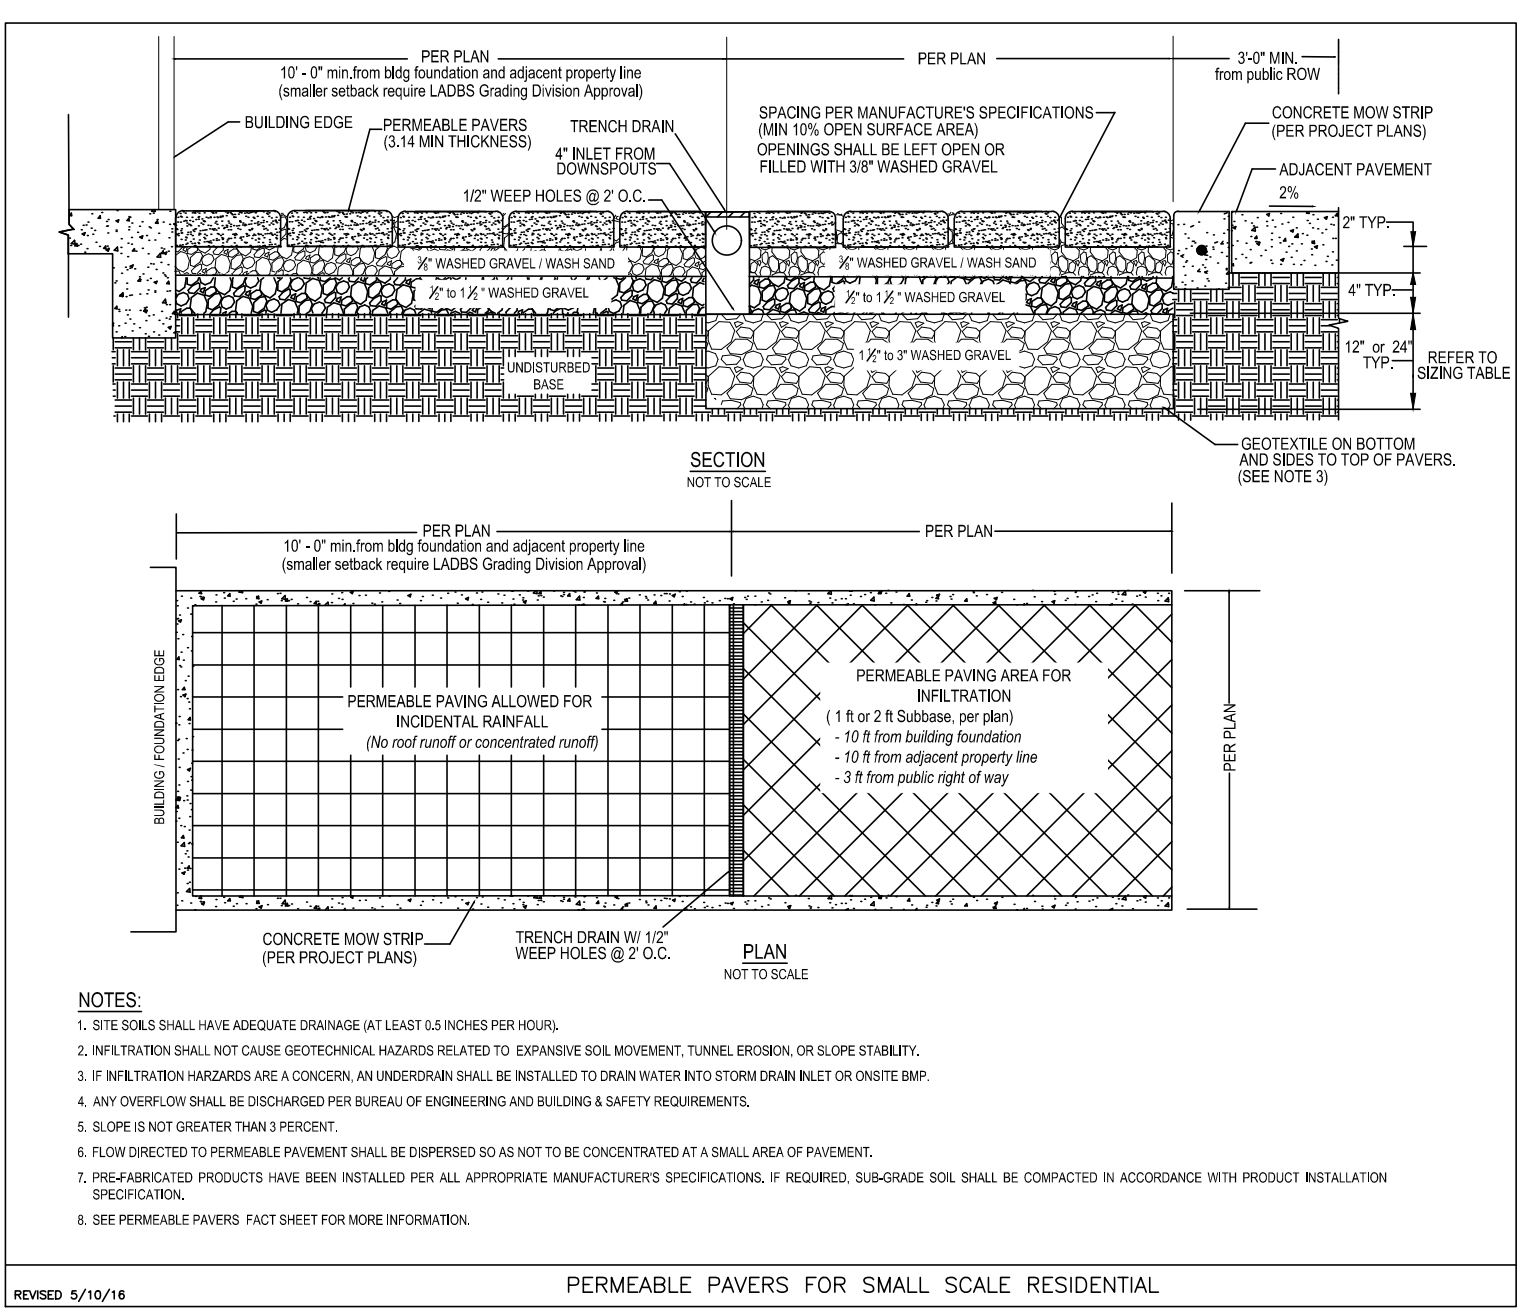 PER PLAN
10' - 0" min.from bldg foundation and adjacent property line
(smaller setback require LADBS Grading Division Approval)
PER PLAN
3'-0" MIN.
from public ROW
BUILDING EDGE
PERMEABLE PAVERS
(3.14 MIN THICKNESS)
TRENCH DRAIN
4" INLET FROM
DOWNSPOUTS
1/2" WEEP HOLES @ 2' O.C.
SPACING PER MANUFACTURE'S SPECIFICATIONS
(MIN 10% OPEN SURFACE AREA)
OPENINGS SHALL BE LEFT OPEN OR
FILLED WITH 3/8" WASHED GRAVEL
CONCRETE MOW STRIP
(PER PROJECT PLANS)
ADJACENT PAVEMENT
2%
2" TYP.
3/8" WASHED GRAVEL / WASH SAND
3/8" WASHED GRAVEL / WASH SAND
1/2" to 1 1/2" WASHED GRAVEL
1/2" to 1 1/2 " WASHED GRAVEL
4" TYP.
UNDISTURBED
BASE
1 1/2" to 3" WASHED GRAVEL
12" or 24"
TYP.
REFER TO
SIZING TABLE
GEOTEXTILE ON BOTTOM
AND SIDES TO TOP OF PAVERS.
(SEE NOTE 3)
SECTION
NOT TO SCALE
PER PLAN
10' - 0" min.from bldg foundation and adjacent property line
(smaller setback require LADBS Grading Division Approval)
PER PLAN
BUILDING / FOUNDATION EDGE
PERMEABLE PAVING ALLOWED FOR
INCIDENTAL RAINFALL
(No roof runoff or concentrated runoff)
PERMEABLE PAVING AREA FOR
INFILTRATION
( 1 ft or 2 ft Subbase, per plan)
- 10 ft from building foundation
- 10 ft from adjacent property line
- 3 ft from public right of way
PER PLAN
CONCRETE MOW STRIP
(PER PROJECT PLANS)
TRENCH DRAIN W/ 1/2"
WEEP HOLES @ 2' O.C.
PLAN
NOT TO SCALE
NOTES:
1. SITE SOILS SHALL HAVE ADEQUATE DRAINAGE (AT LEAST 0.5 INCHES PER HOUR).
2. INFILTRATION SHALL NOT CAUSE GEOTECHNICAL HAZARDS RELATED TO EXPANSIVE SOIL MOVEMENT, TUNNEL EROSION, OR SLOPE STABILITY.
3. IF INFILTRATION HARZARDS ARE A CONCERN, AN UNDERDRAIN SHALL BE INSTALLED TO DRAIN WATER INTO STORM DRAIN INLET OR ONSITE BMP.
4. ANY OVERFLOW SHALL BE DISCHARGED PER BUREAU OF ENGINEERING AND BUILDING & SAFETY REQUIREMENTS.
5. SLOPE IS NOT GREATER THAN 3 PERCENT.
6. FLOW DIRECTED TO PERMEABLE PAVEMENT SHALL BE DISPERSED SO AS NOT TO BE CONCENTRATED AT A SMALL AREA OF PAVEMENT.
7. PRE-FABRICATED PRODUCTS HAVE BEEN INSTALLED PER ALL APPROPRIATE MANUFACTURER'S SPECIFICATIONS. IF REQUIRED, SUB-GRADE SOIL SHALL BE COMPACTED IN ACCORDANCE WITH PRODUCT INSTALLATION
SPECIFICATION.
8. SEE PERMEABLE PAVERS FACT SHEET FOR MORE INFORMATION.
REVISED 5/10/16
PERMEABLE PAVERS FOR SMALL SCALE RESIDENTIAL